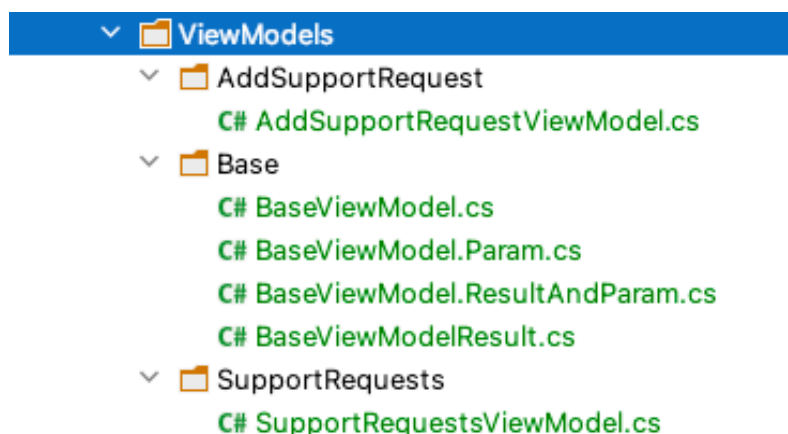 ViewModels
AddSupportRequest
C# AddSupportRequestViewModel.cs
Base
C# BaseViewModel.cs
C# BaseViewModel.Param.cs
C# BaseViewModel.ResultAndParam.cs
C# BaseViewModelResult.cs
SupportRequests
C# SupportRequestsViewModel.cs